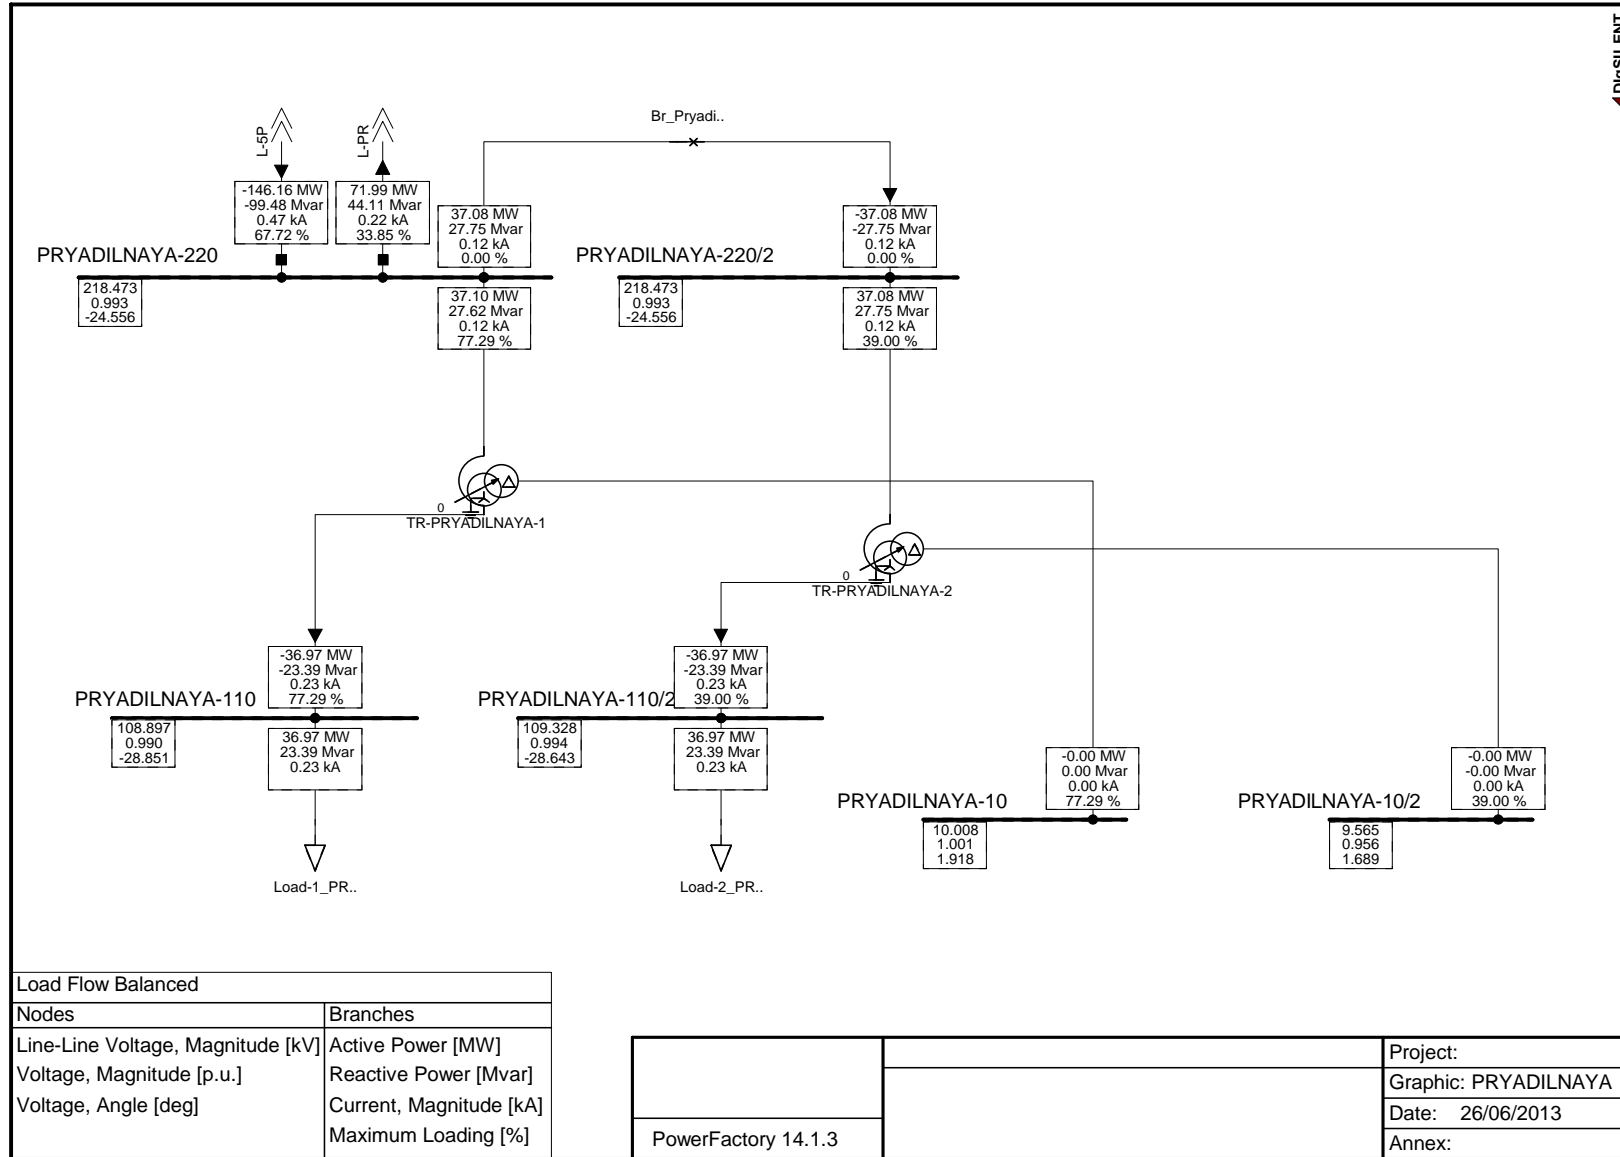 DIgSILENT
Br_Pryadi..
L-5P
L-PR
-146.16 MW
-99.48 Mvar
0.47 kA
67.72 %
71.99 MW
44.11 Mvar
0.22 kA
33.85 %
37.08 MW
27.75 Mvar
0.12 kA
0.00 %
-37.08 MW
-27.75 Mvar
0.12 kA
0.00 %
PRYADILNAYA-220
PRYADILNAYA-220/2
218.473
0.993
-24.556
37.10 MW
27.62 Mvar
0.12 kA
77.29 %
218.473
0.993
-24.556
37.08 MW
27.75 Mvar
0.12 kA
39.00 %
0
TR-PRYADILNAYA-1
0
TR-PRYADILNAYA-2
-36.97 MW
-23.39 Mvar
0.23 kA
77.29 %
-36.97 MW
-23.39 Mvar
0.23 kA
39.00 %
PRYADILNAYA-110
PRYADILNAYA-110/2
108.897
0.990
-28.851
36.97 MW
23.39 Mvar
0.23 kA
109.328
0.994
-28.643
36.97 MW
23.39 Mvar
0.23 kA
-0.00 MW
0.00 Mvar
0.00 kA
77.29 %
-0.00 MW
-0.00 Mvar
0.00 kA
39.00 %
PRYADILNAYA-10
PRYADILNAYA-10/2
10.008
1.001
1.918
9.565
0.956
1.689
Load-1_PR..
Load-2_PR..
Load Flow Balanced
Nodes
Branches
Line-Line Voltage, Magnitude [kV]
Active Power [MW]
Voltage, Magnitude [p.u.]
Reactive Power [Mvar]
Voltage, Angle [deg]
Current, Magnitude [kA]
Maximum Loading [%]
PowerFactory 14.1.3
Project:
Graphic: PRYADILNAYA
Date: 26/06/2013
Annex: